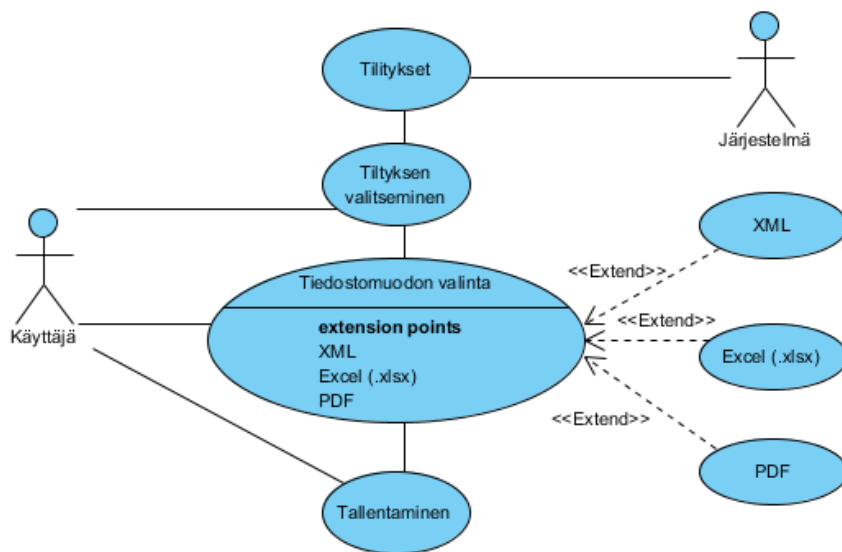 Tilitykset
Järjestelmä
Tiltyksen
valitseminen
XML
<<Extend>>
Tiedostomuodon valinta
<<Extend>>
Käyttäjä
extension points
XML
Excel (.xlsx)
PDF
Excel (.xlsx)
<<Extend>>
PDF
Tallentaminen